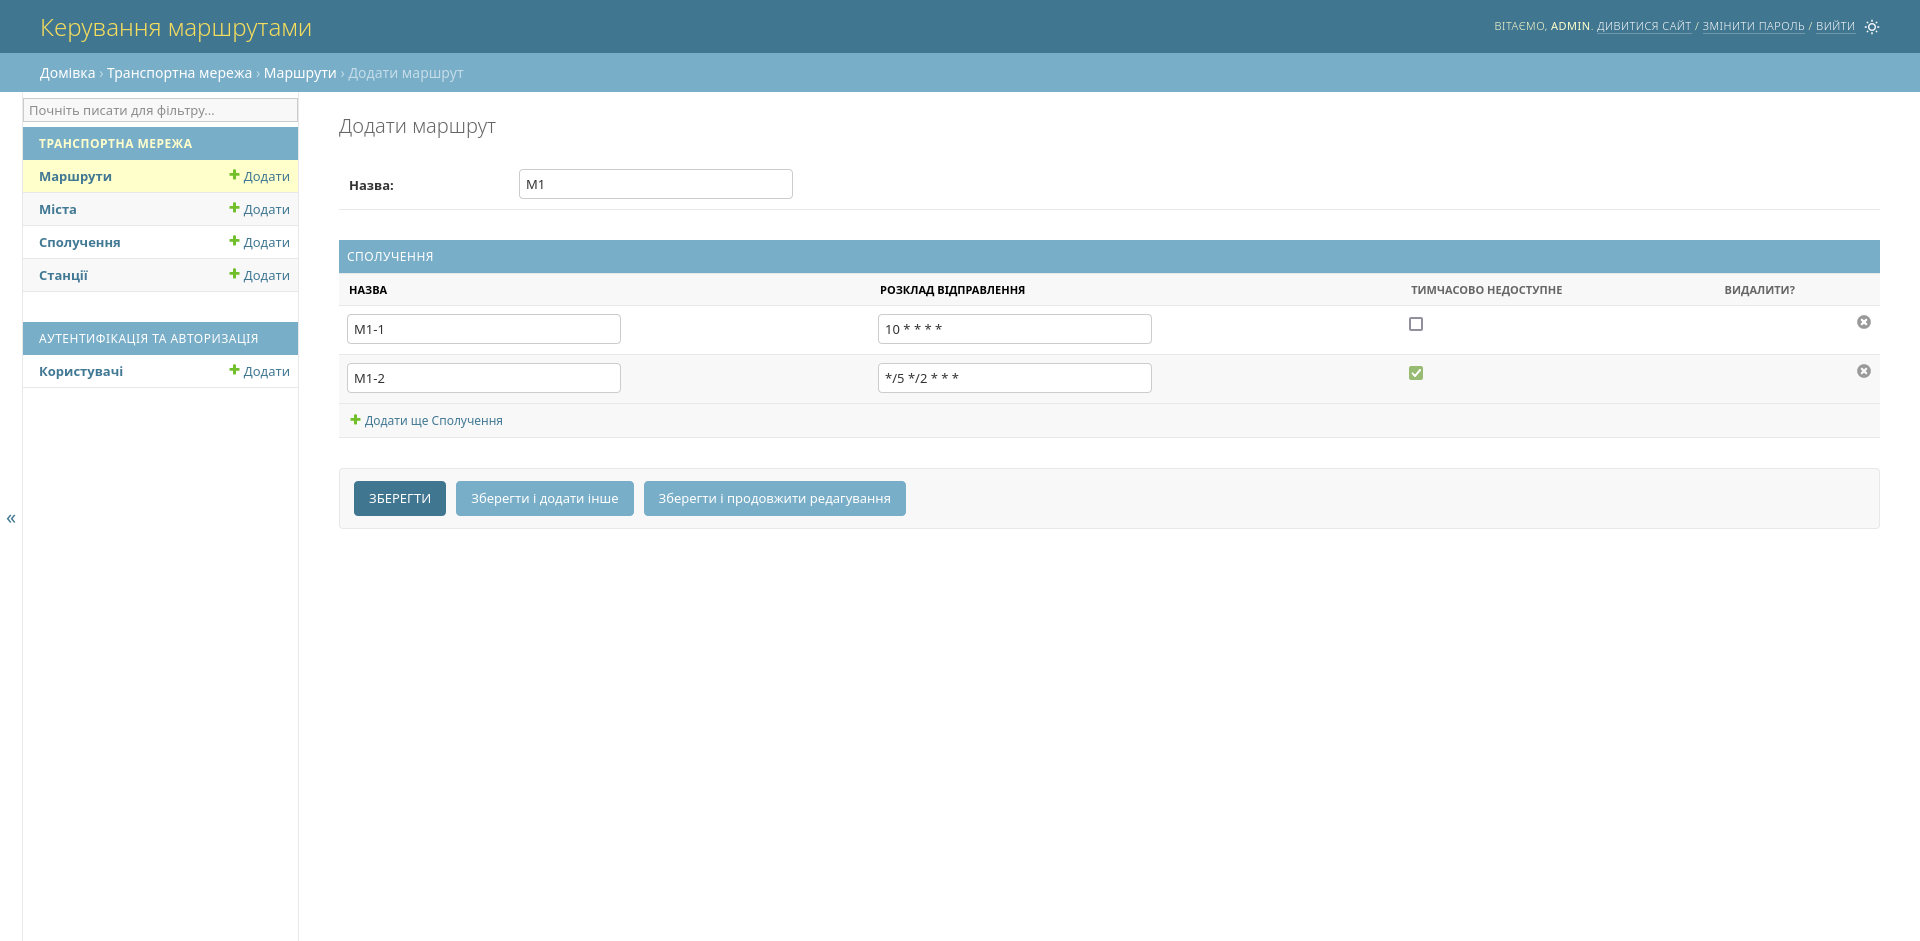 Керування маршрутами
ВІТАЄМО, ADMIN. ДИВИТИСЯ САЙТ / ЗМІНИТИ ПАРОЛЬ / ВИЙТИ
Домівка › Транспортна мережа › Маршрути › Додати маршрут
Почніть писати для фільтру...
ТРАНСПОРТНА МЕРЕЖА
Маршрути Додати
Міста Додати
Сполучення Додати
Станції Додати
АУТЕНТИФІКАЦІЯ ТА АВТОРИЗАЦІЯ
Користувачі Додати
«
Додати маршрут
Назва: М1
СПОЛУЧЕННЯ
НАЗВА РОЗКЛАД ВІДПРАВЛЕННЯ ТИМЧАСОВО НЕДОСТУПНЕ ВИДАЛИТИ?
М1-1 10 * * * *
М1-2 */5 */2 * * *
Додати ще Сполучення
ЗБЕРЕГТИ Зберегти і додати інше Зберегти і продовжити редагування